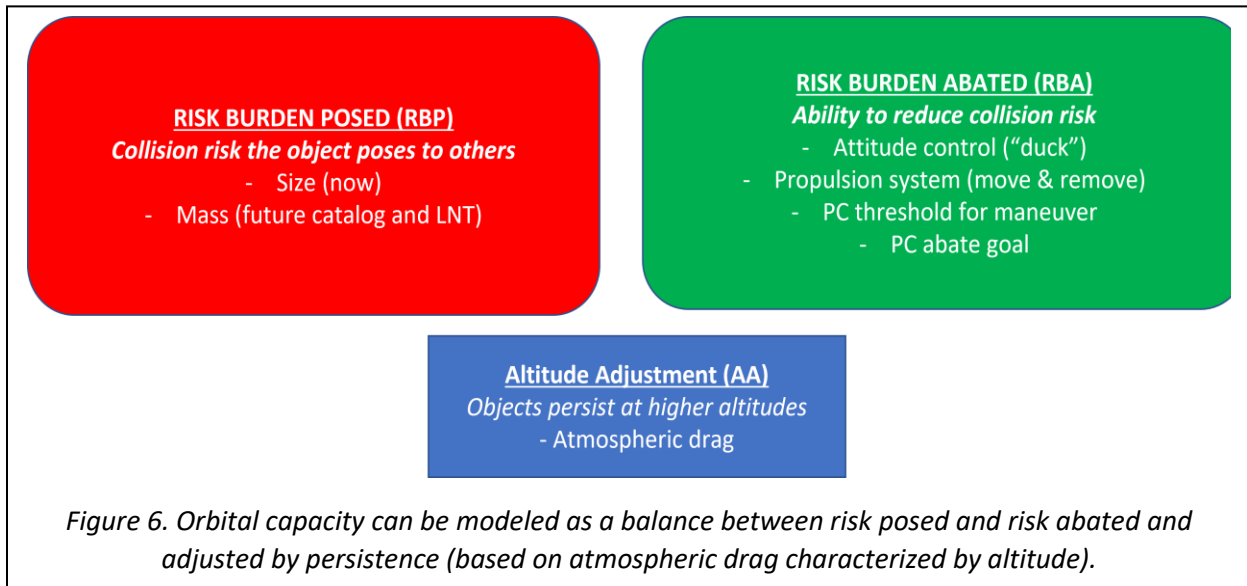 RISK BURDEN POSED (RBP)
Collision risk the object poses to others
- Size (now)
- Mass (future catalog and LNT)
RISK BURDEN ABATED (RBA)
Ability to reduce collision risk
- Attitude control (“duck”)
- Propulsion system (move & remove)
- PC threshold for maneuver
- PC abate goal
Altitude Adjustment (AA)
Objects persist at higher altitudes
- Atmospheric drag
Figure 6. Orbital capacity can be modeled as a balance between risk posed and risk abated and
adjusted by persistence (based on atmospheric drag characterized by altitude).